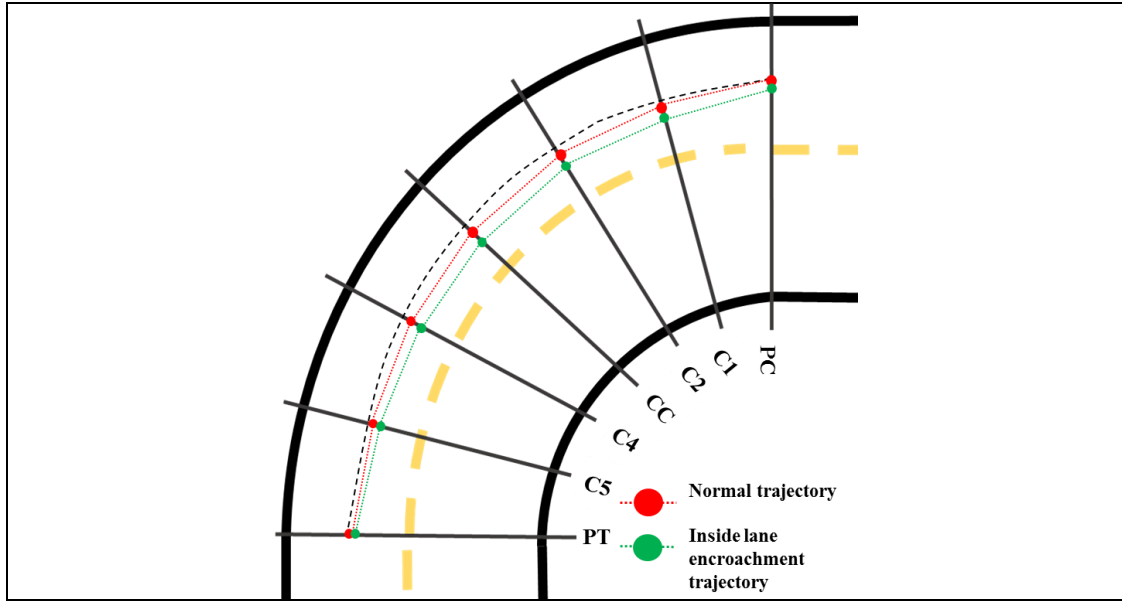 PC
C1
C2
CC
C4
C5
PT
Normal trajectory
Inside lane
encroachment
trajectory